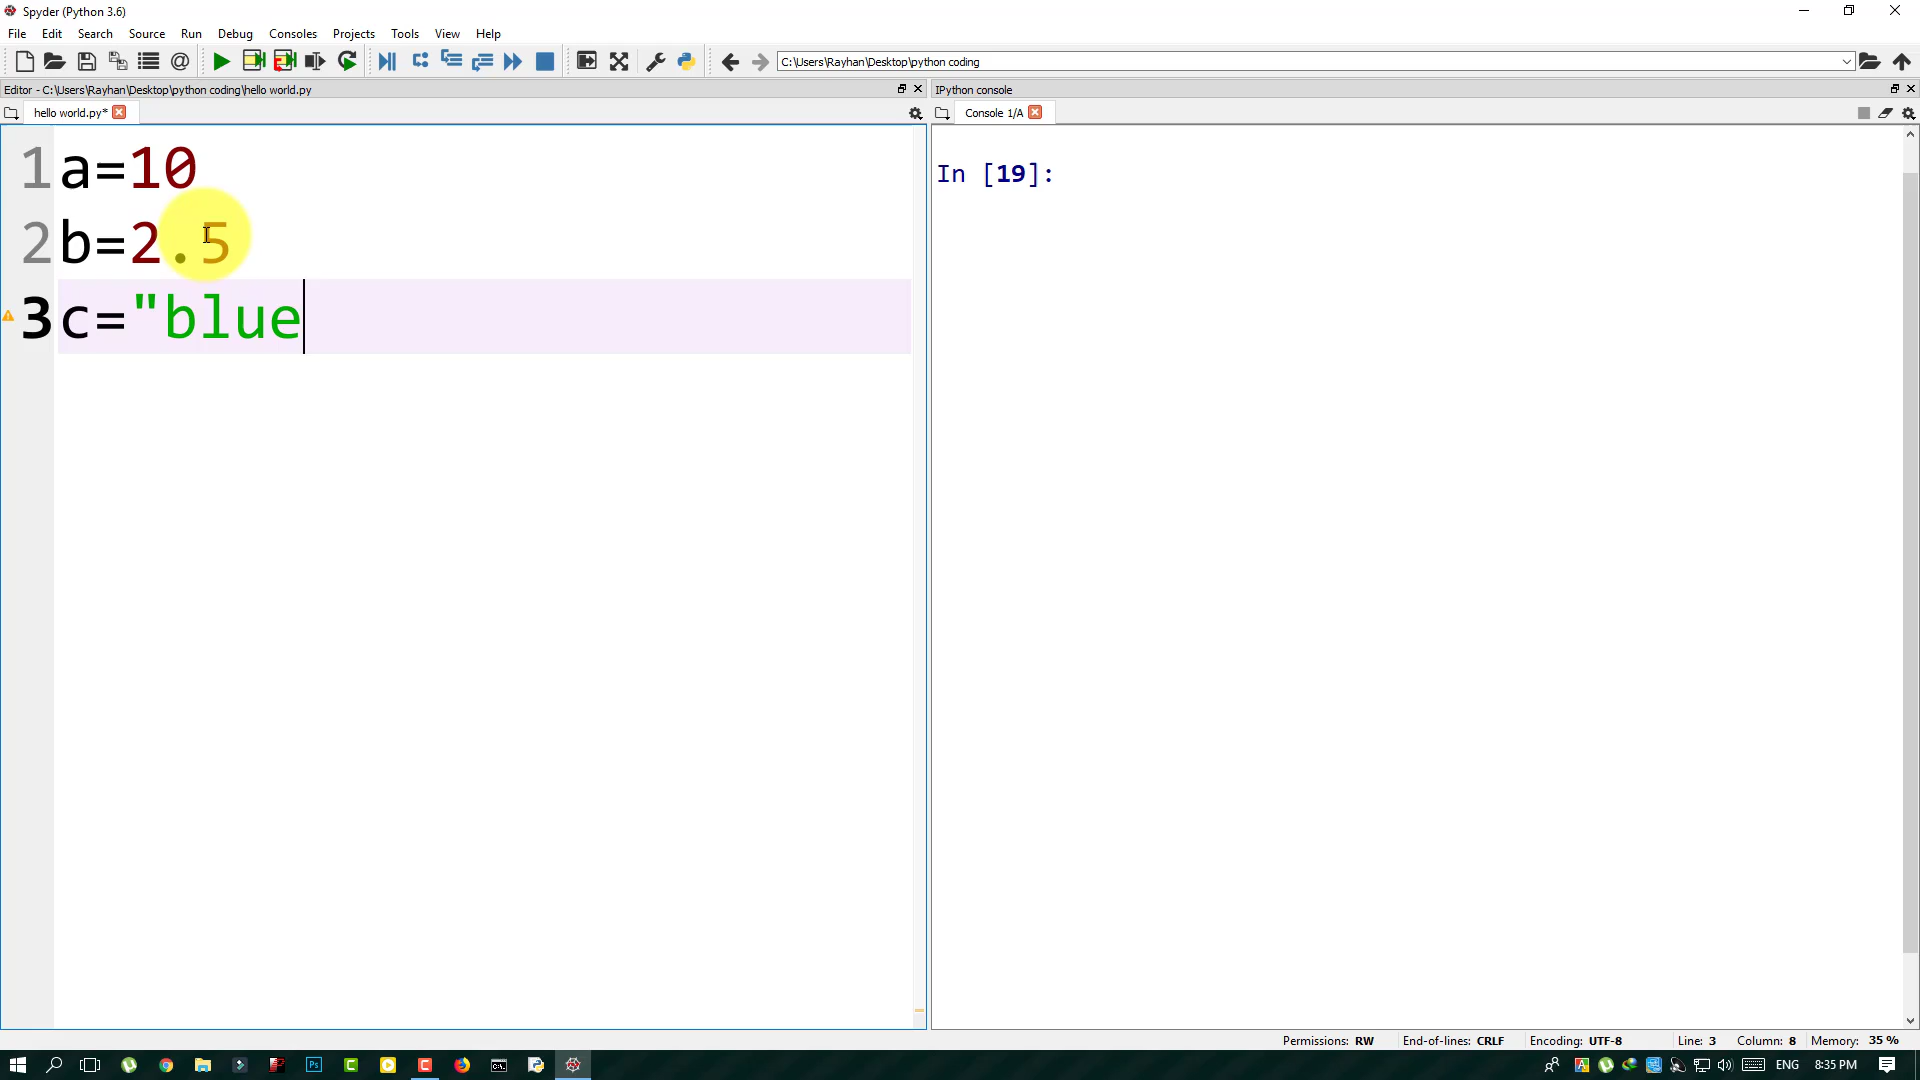 Spyder (Python 3.6)
File Edit Search Source Run Debug Consoles Projects Tools View Help
C:\Users\Rayhan\Desktop\python coding
Editor - C:\Users\Rayhan\Desktop\python coding\hello world.py
IPython console
hello world.py*
Console 1/A
1 a=10
2 b=2.5
3 c="blue
In [19]:
Permissions: RW End-of-lines: CRLF Encoding: UTF-8 Line: 3 Column: 8 Memory: 35 %
ENG 8:35 PM